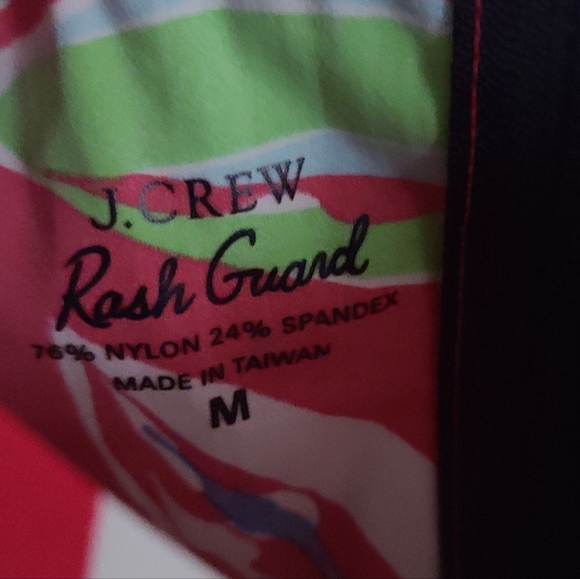 J.CREW
Rash Guard
76% NYLON 24% SPANDEX
MADE IN TAIWAN
M